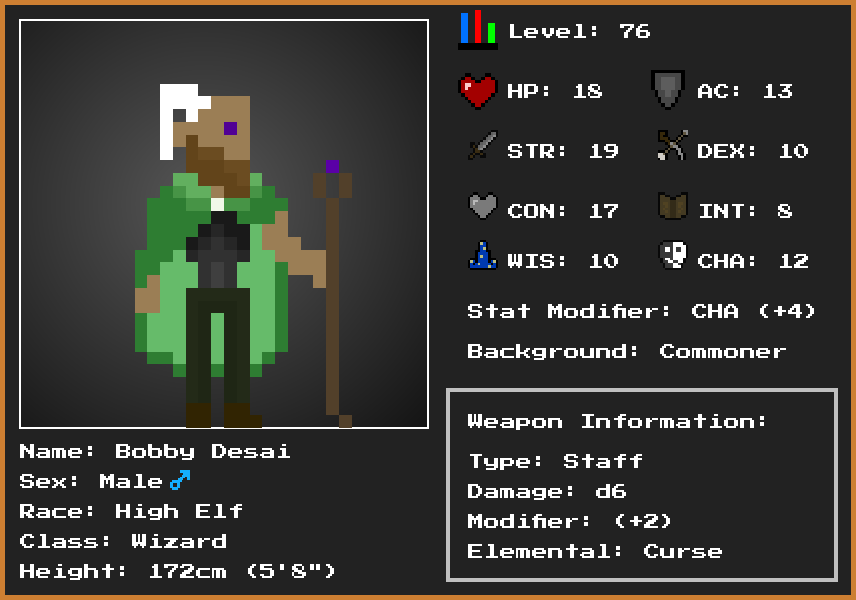 Level: 76
HP: 18
AC: 13
STR: 19
DEX: 10
CON: 17
INT: 8
WIS: 10
CHA: 12
Stat Modifier: CHA (+4)
Background: Commoner
Weapon Information:
Type: Staff
Damage: d6
Modifier: (+2)
Elemental: Curse
Name: Bobby Desai
Sex: Male♂
Race: High Elf
Class: Wizard
Height: 172cm (5'8")